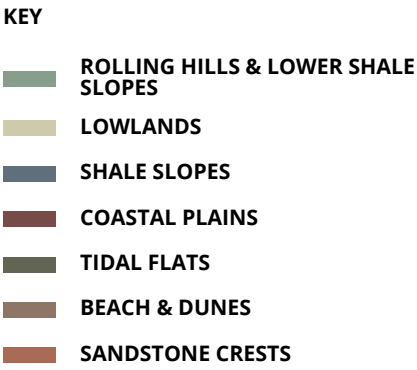 KEY
ROLLING HILLS & LOWER SHALE
SLOPES
LOWLANDS
SHALE SLOPES
COASTAL PLAINS
TIDAL FLATS
BEACH & DUNES
SANDSTONE CRESTS